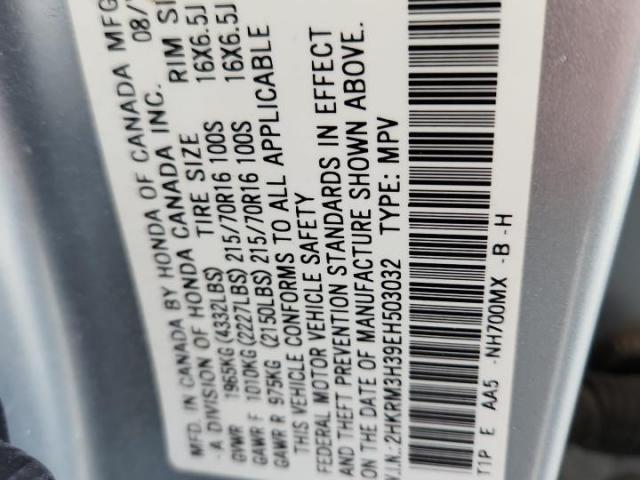 MFD. IN CANADA BY HONDA OF CANADA MFG
- A DIVISION OF HONDA CANADA INC. 08/
TIRE SIZE RIM SI
GVWR 1965KG (4332LBS)
GAWR F 1010KG (2227LBS) 215/70R16 100S 16X6.5J
GAWR R 975KG (2150LBS) 215/70R16 100S 16X6.5J
THIS VEHICLE CONFORMS TO ALL APPLICABLE
FEDERAL MOTOR VEHICLE SAFETY
AND THEFT PREVENTION STANDARDS IN EFFECT
ON THE DATE OF MANUFACTURE SHOWN ABOVE.
V.I.N.: 2HKRM3H39EH503032 TYPE: MPV
T1P E AA5 -NH700MX -B -H